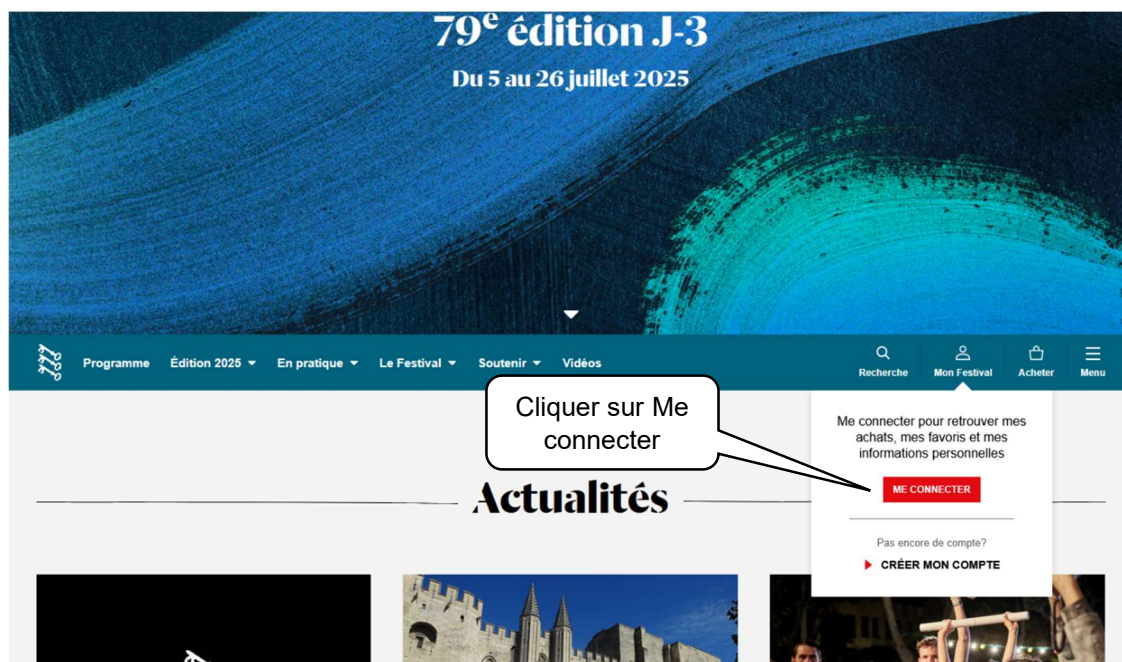 79e édition J-3
Du 5 au 26 juillet 2025
Programme Édition 2025 En pratique Le Festival Soutenir Vidéos Recherche Mon Festival Acheter Menu
Cliquer sur Me
connecter
Me connecter pour retrouver mes
achats, mes favoris et mes
informations personnelles
ME CONNECTER
Actualités
Pas encore de compte?
CRÉER MON COMPTE